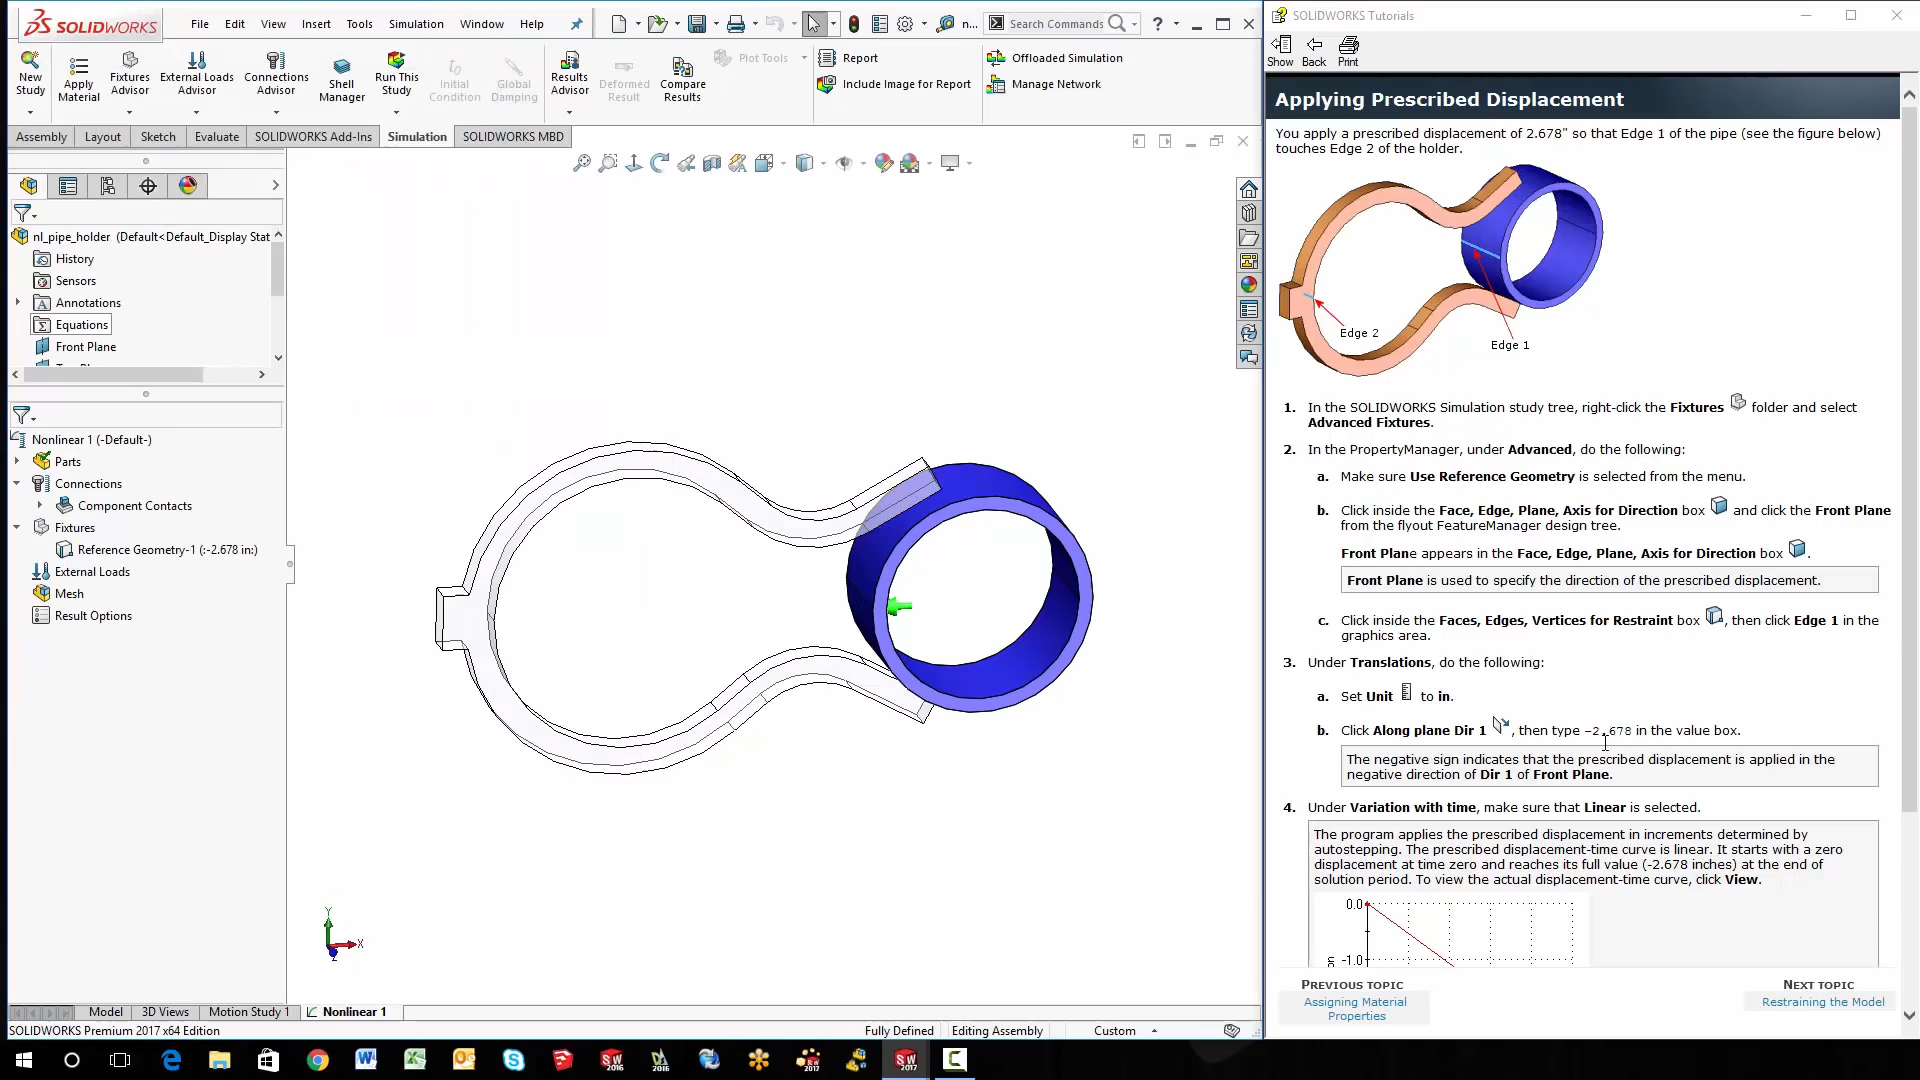 SOLIDWORKS
File Edit View Insert Tools Simulation Window Help
n...
Search Commands
?
New Study
Apply Material
Fixtures Advisor
External Loads Advisor
Connections Advisor
Shell Manager
Run This Study
Initial Condition
Global Damping
Results Advisor
Deformed Result
Compare Results
Plot Tools
Report
Include Image for Report
Offloaded Simulation
Manage Network
Assembly Layout Sketch Evaluate SOLIDWORKS Add-Ins Simulation SOLIDWORKS MBD
nl_pipe_holder (Default<Default_Display Stat
History
Sensors
Annotations
Equations
Front Plane
Nonlinear 1 (-Default-)
Parts
Connections
Component Contacts
Fixtures
Reference Geometry-1 (:-2.678 in:)
External Loads
Mesh
Result Options
Y
X
Z
Model 3D Views Motion Study 1 Nonlinear 1
SOLIDWORKS Premium 2017 x64 Edition
Fully Defined Editing Assembly Custom
SOLIDWORKS Tutorials
Show Back Print
Applying Prescribed Displacement
You apply a prescribed displacement of 2.678" so that Edge 1 of the pipe (see the figure below)
touches Edge 2 of the holder.
Edge 2
Edge 1
1. In the SOLIDWORKS Simulation study tree, right-click the Fixtures folder and select
Advanced Fixtures.
2. In the PropertyManager, under Advanced, do the following:
a. Make sure Use Reference Geometry is selected from the menu.
b. Click inside the Face, Edge, Plane, Axis for Direction box and click the Front Plane
from the flyout FeatureManager design tree.
Front Plane appears in the Face, Edge, Plane, Axis for Direction box .
Front Plane is used to specify the direction of the prescribed displacement.
c. Click inside the Faces, Edges, Vertices for Restraint box , then click Edge 1 in the
graphics area.
3. Under Translations, do the following:
a. Set Unit to in.
b. Click Along plane Dir 1 , then type -2.678 in the value box.
The negative sign indicates that the prescribed displacement is applied in the
negative direction of Dir 1 of Front Plane.
4. Under Variation with time, make sure that Linear is selected.
The program applies the prescribed displacement in increments determined by
autostepping. The prescribed displacement-time curve is linear. It starts with a zero
displacement at time zero and reaches its full value (-2.678 inches) at the end of
solution period. To view the actual displacement-time curve, click View.
0.0
-1.0
PREVIOUS TOPIC
Assigning Material
Properties
NEXT TOPIC
Restraining the Model
SW 2016
2016
2017
SW 2017